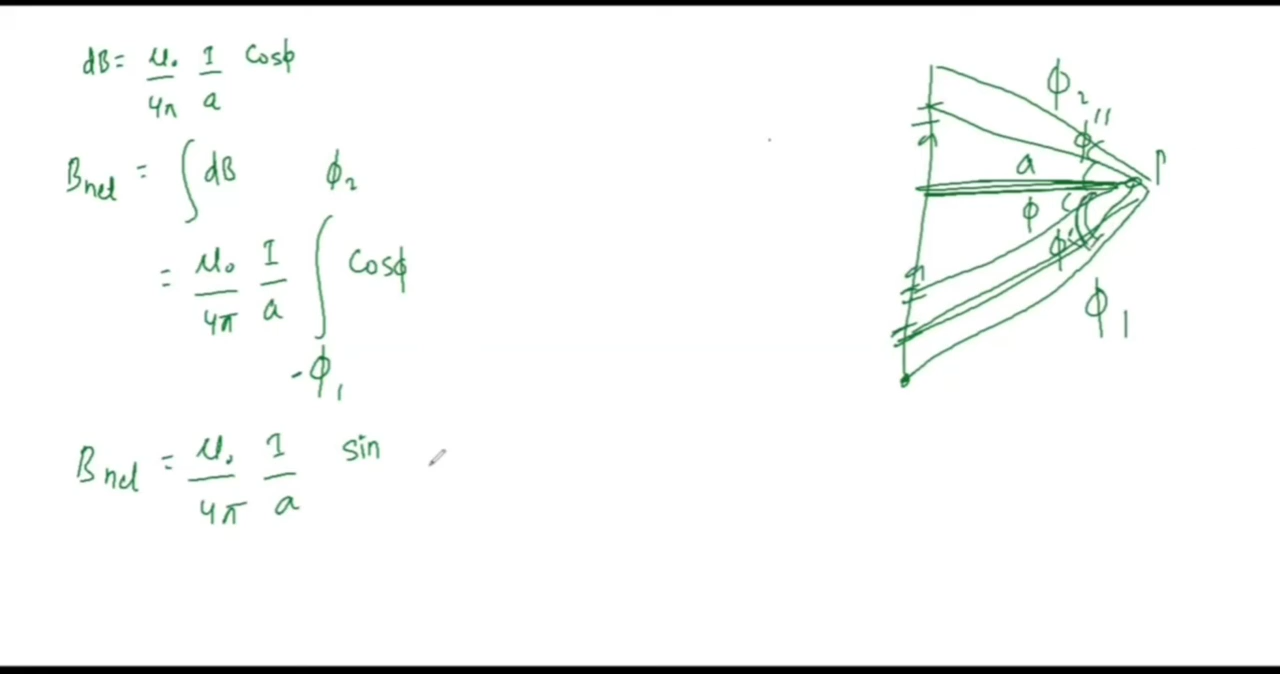 dB = μ₀/4π I/a cosϕ
Bnet = ∫ dB
= μ₀/4π I/a ∫ cosϕ
ϕ₂
-ϕ₁
Bnet = μ₀/4π I/a sin
ϕ₂
ϕ"
a
P
ϕ
ϕ'
ϕ₁